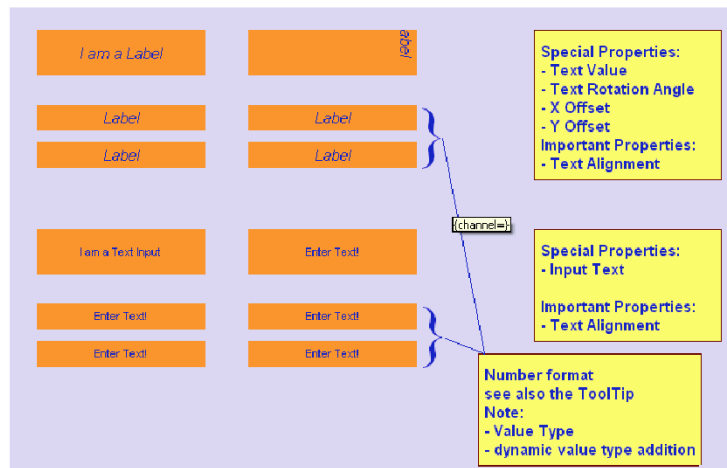 I am a Label
abel
Special Properties:
- Text Value
- Text Rotation Angle
- X Offset
- Y Offset
Important Properties:
- Text Alignment
Label
Label
Label
Label
{channel=}
I am a Text Input
Enter Text!
Special Properties:
- Input Text
Important Properties:
- Text Alignment
Enter Text!
Enter Text!
Enter Text!
Enter Text!
Number format
see also the ToolTip
Note:
- Value Type
- dynamic value type addition